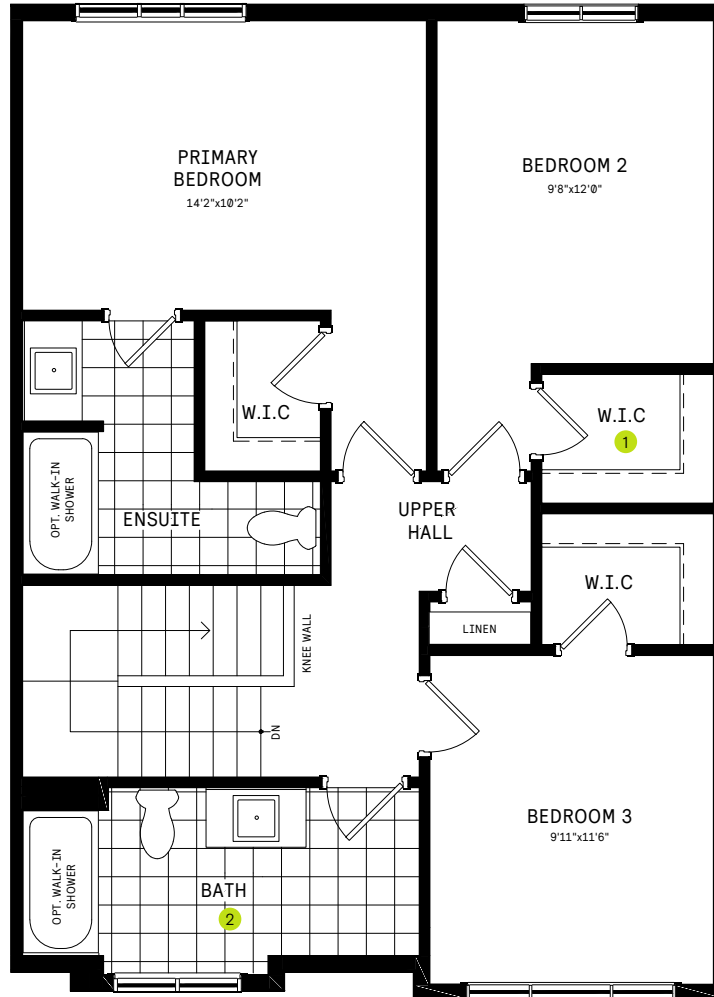 PRIMARY
BEDROOM
14'2"x10'2"
BEDROOM 2
9'8"x12'0"
W.I.C
W.I.C
1
OPT. WALK-IN
SHOWER
ENSUITE
UPPER
HALL
W.I.C
LINEN
KNEE WALL
DN
BEDROOM 3
9'11"x11'6"
OPT. WALK-IN
SHOWER
BATH
2